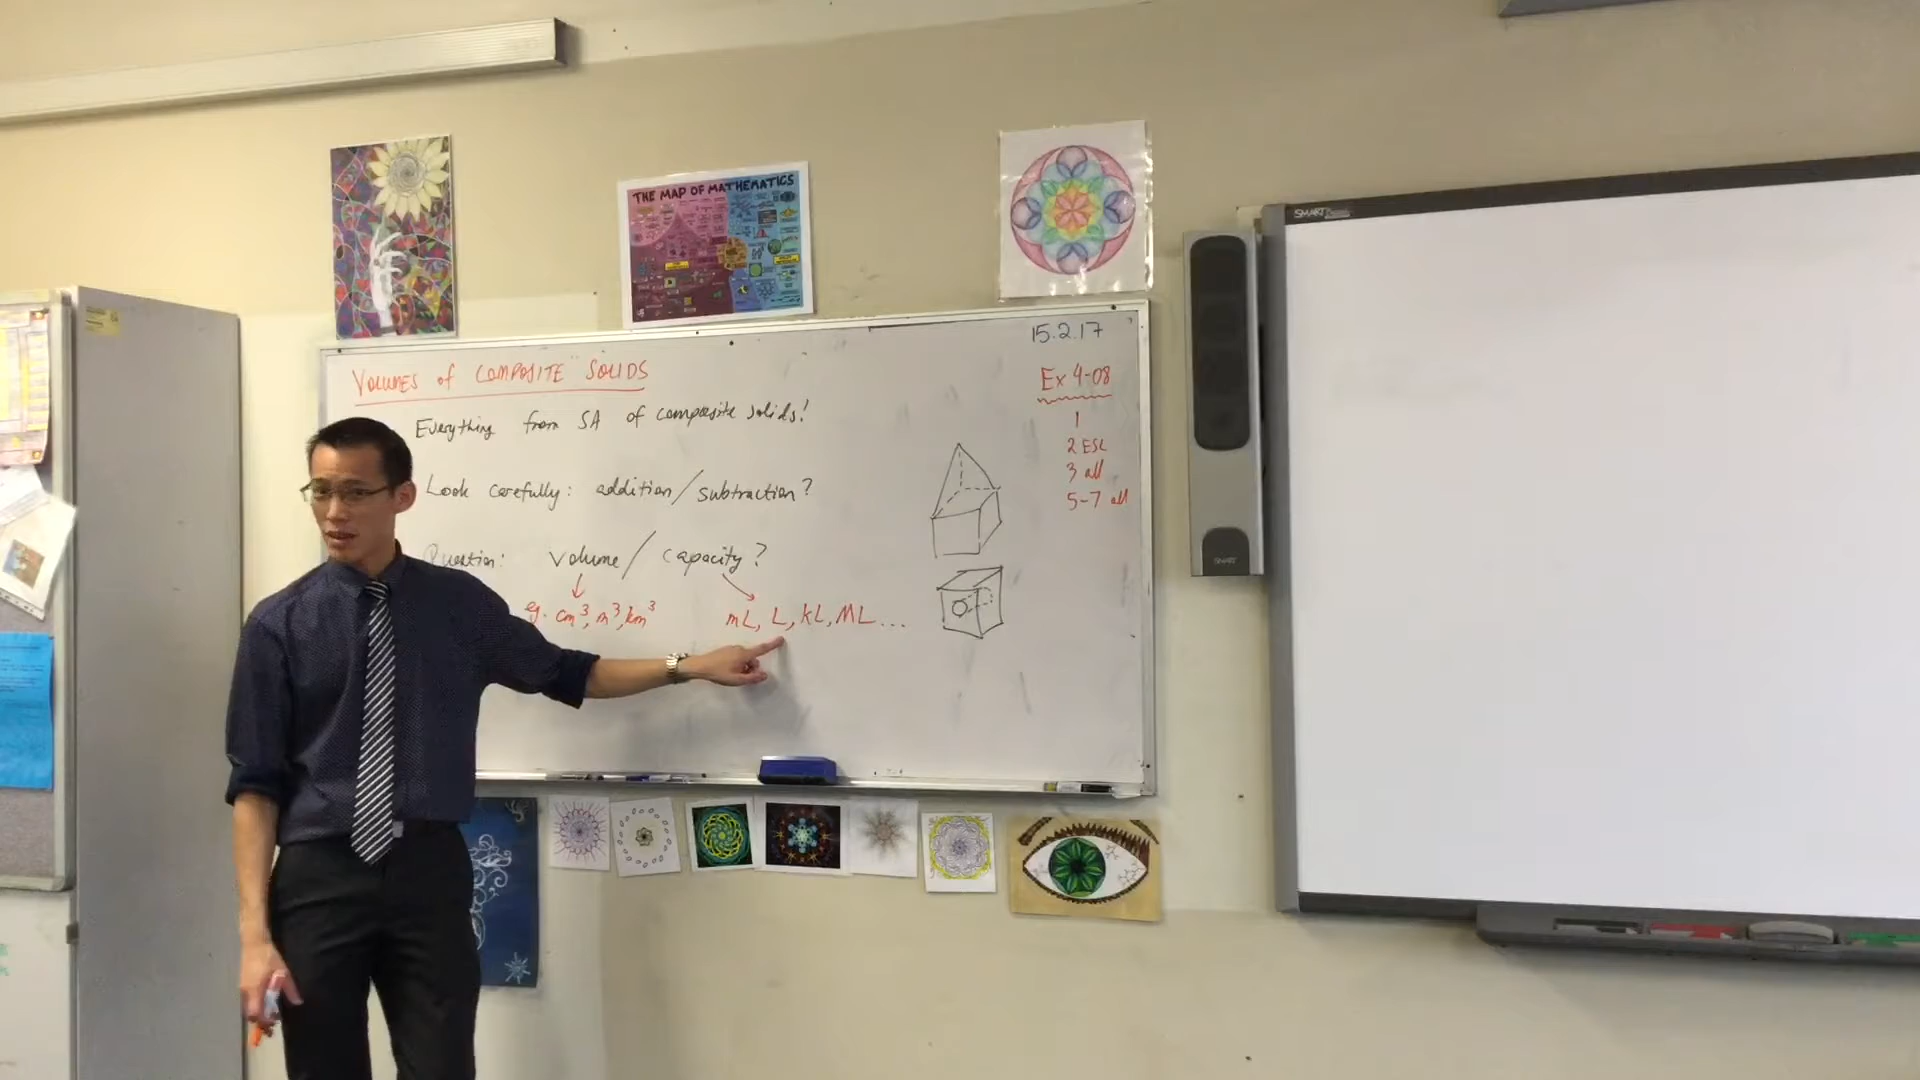 THE MAP OF MATHEMATICS
SMART
15.2.17
VOLUMES of COMPOSITE SOLIDS
Everything from SA of composite solids!
Look carefully: addition/subtraction?
Question: volume / capacity?
eg. cm³, m³, km³
mL, L, kL, ML...
Ex 4-08
1
2 ESL
3 all
5-7 all
SMART